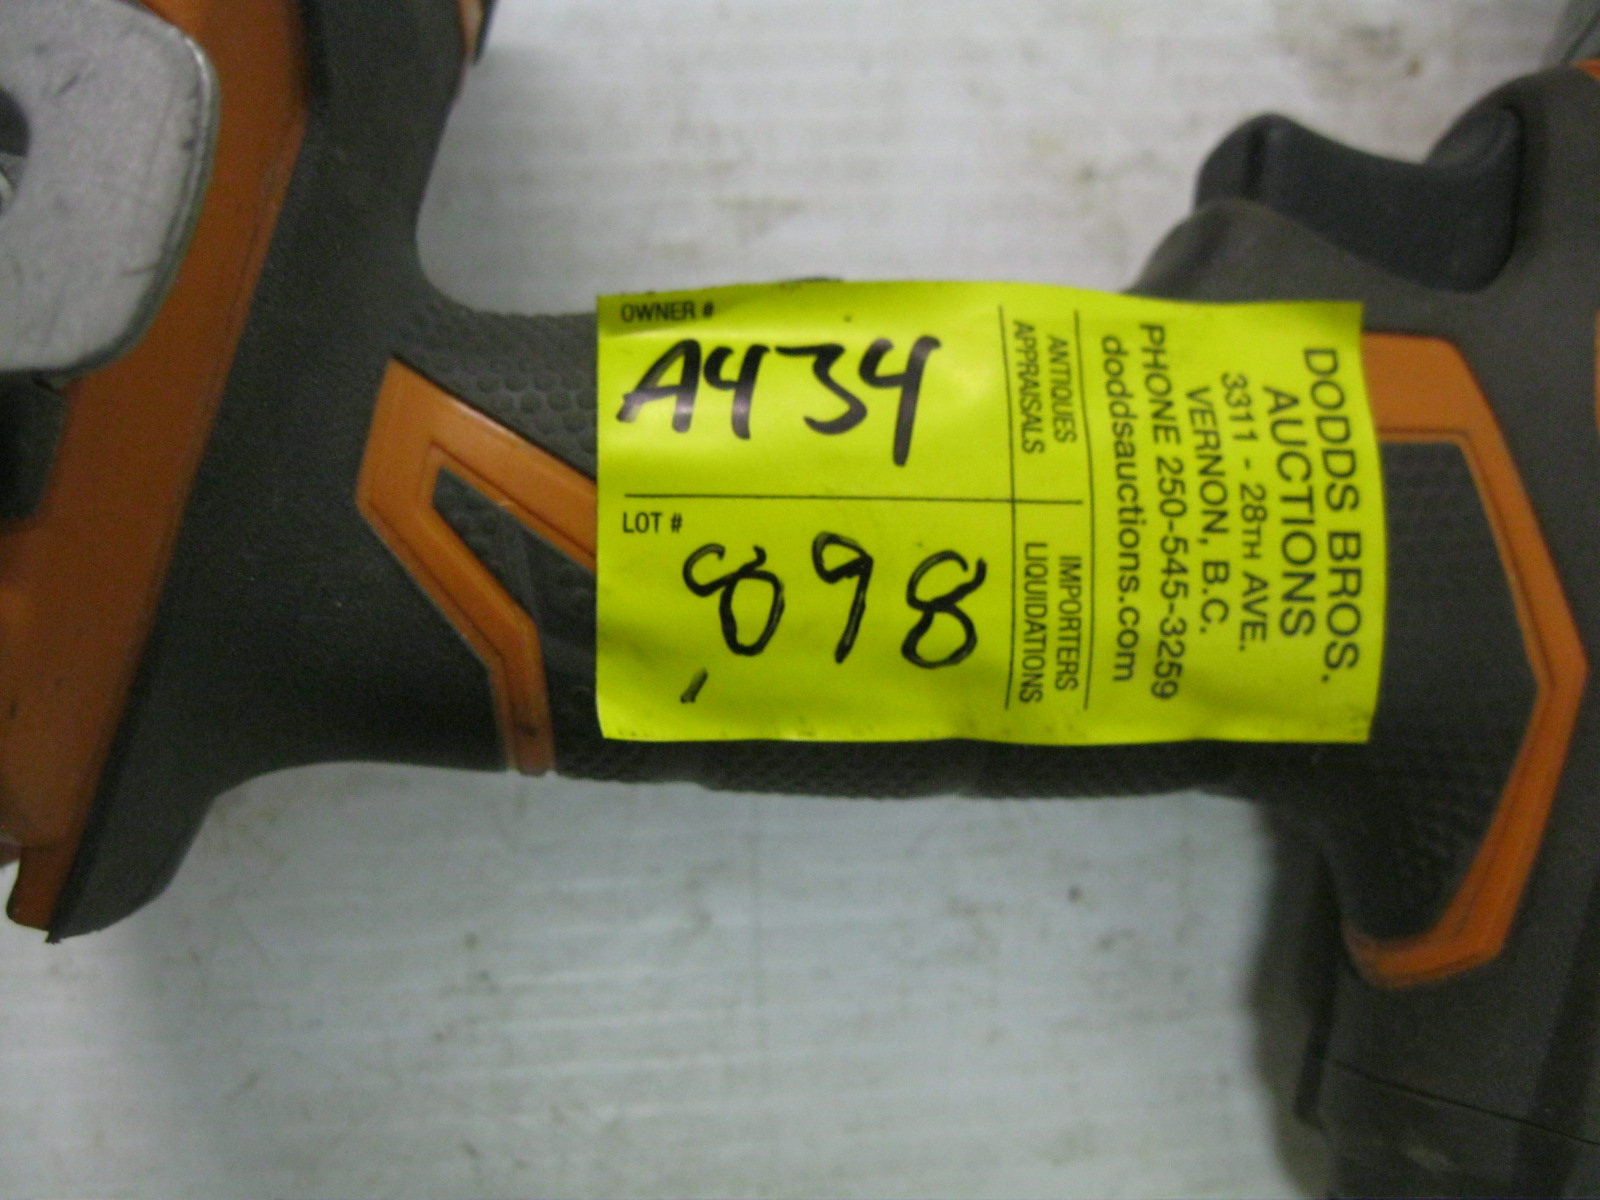 OWNER #
A434
LOT #
898
ANTIQUES
APPRAISALS
IMPORTERS
LIQUIDATIONS
DODDS BROS.
AUCTIONS
3311 - 28TH AVE.
VERNON, B.C.
PHONE 250-545-3259
doddsauctions.com